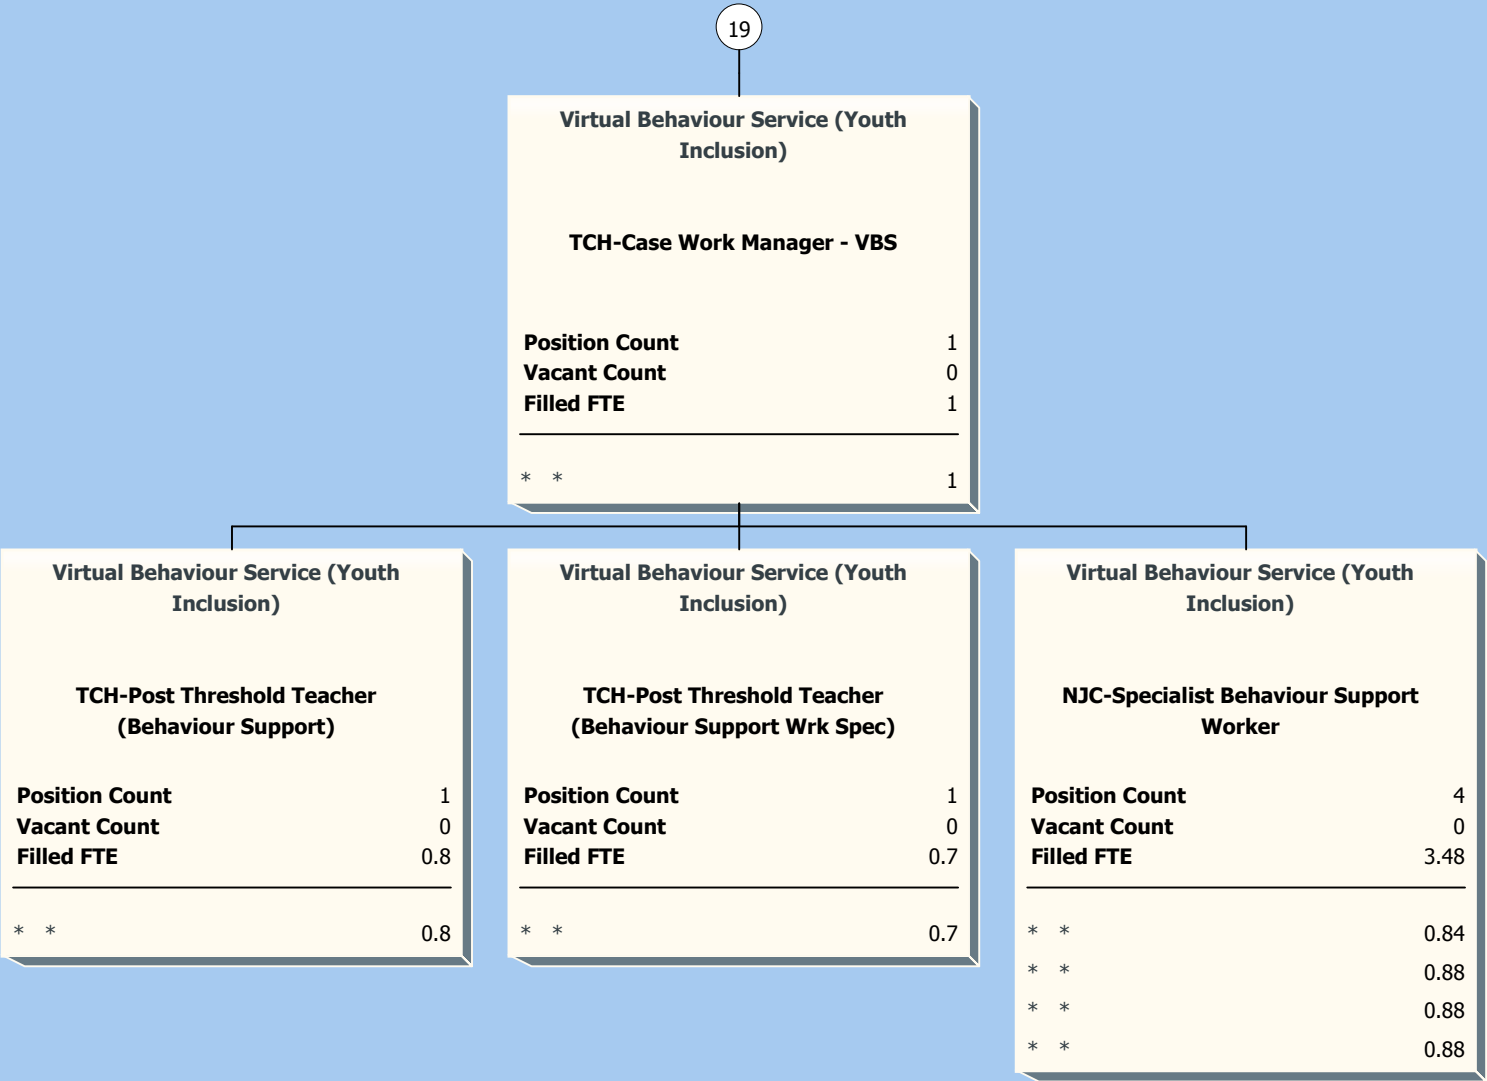 19
Virtual Behaviour Service (Youth
Inclusion)
TCH-Case Work Manager - VBS
Position Count 1
Vacant Count 0
Filled FTE 1
* * 1
Virtual Behaviour Service (Youth
Inclusion)
TCH-Post Threshold Teacher
(Behaviour Support)
Position Count 1
Vacant Count 0
Filled FTE 0.8
* * 0.8
Virtual Behaviour Service (Youth
Inclusion)
TCH-Post Threshold Teacher
(Behaviour Support Wrk Spec)
Position Count 1
Vacant Count 0
Filled FTE 0.7
* * 0.7
Virtual Behaviour Service (Youth
Inclusion)
NJC-Specialist Behaviour Support
Worker
Position Count 4
Vacant Count 0
Filled FTE 3.48
* * 0.84
* * 0.88
* * 0.88
* * 0.88